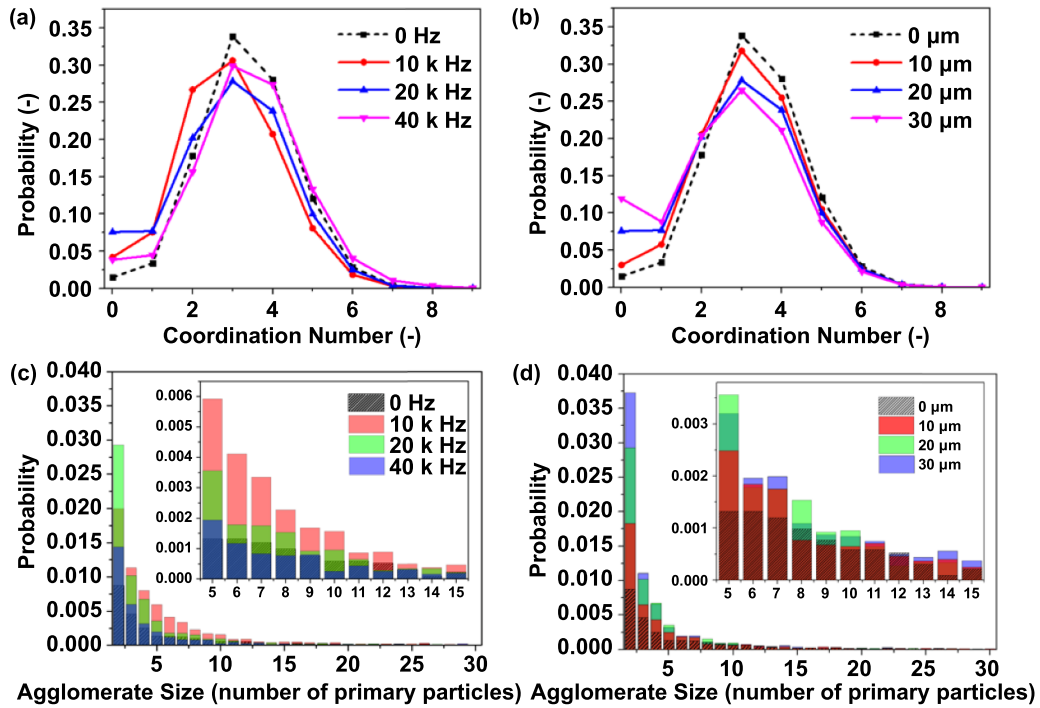 (a)
0.35
0.30
0.25
0.20
0.15
0.10
0.05
0.00
Probability (-)
0 Hz
10 k Hz
20 k Hz
40 k Hz
0 2 4 6 8
Coordination Number (-)
(b)
0.35
0.30
0.25
0.20
0.15
0.10
0.05
0.00
Probability (-)
0 µm
10 µm
20 µm
30 µm
0 2 4 6 8
Coordination Number (-)
(c)
0.040
0.035
0.030
0.025
0.020
0.015
0.010
0.005
0.000
Probability
0.006
0.005
0.004
0.003
0.002
0.001
0.000
0 Hz
10 k Hz
20 k Hz
40 k Hz
5 6 7 8 9 10 11 12 13 14 15
5 10 15 20 25 30
Agglomerate Size (number of primary particles)
(d)
0.040
0.035
0.030
0.025
0.020
0.015
0.010
0.005
0.000
Probability
0.003
0.002
0.001
0.000
0 µm
10 µm
20 µm
30 µm
5 6 7 8 9 10 11 12 13 14 15
5 10 15 20 25 30
Agglomerate Size (number of primary particles)